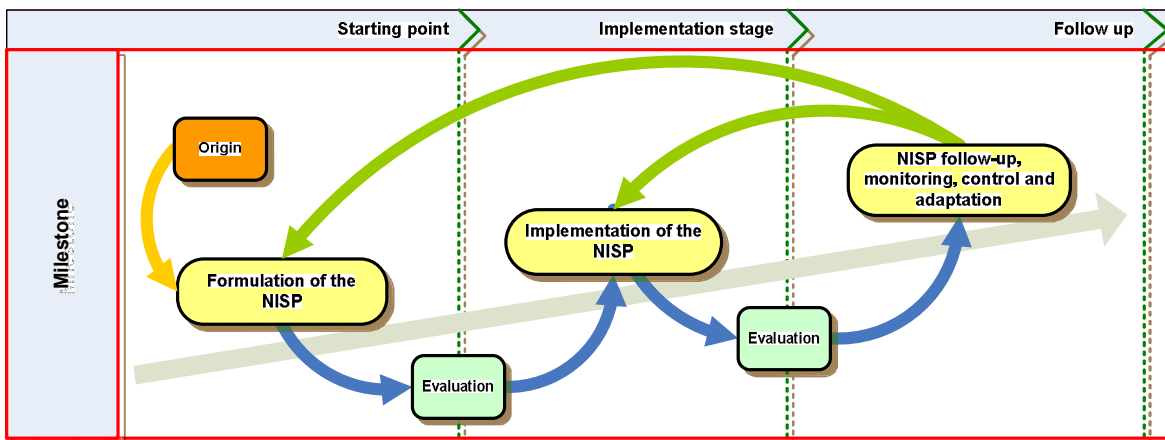 Starting point
Implementation stage
Follow up
Milestone
Origin
Formulation of the
NISP
Evaluation
Implementation of the
NISP
Evaluation
NISP follow-up,
monitoring, control and
adaptation